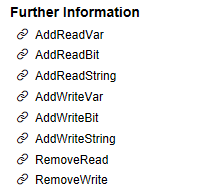 Further Information
AddReadVar
AddReadBit
AddReadString
AddWriteVar
AddWriteBit
AddWriteString
RemoveRead
RemoveWrite